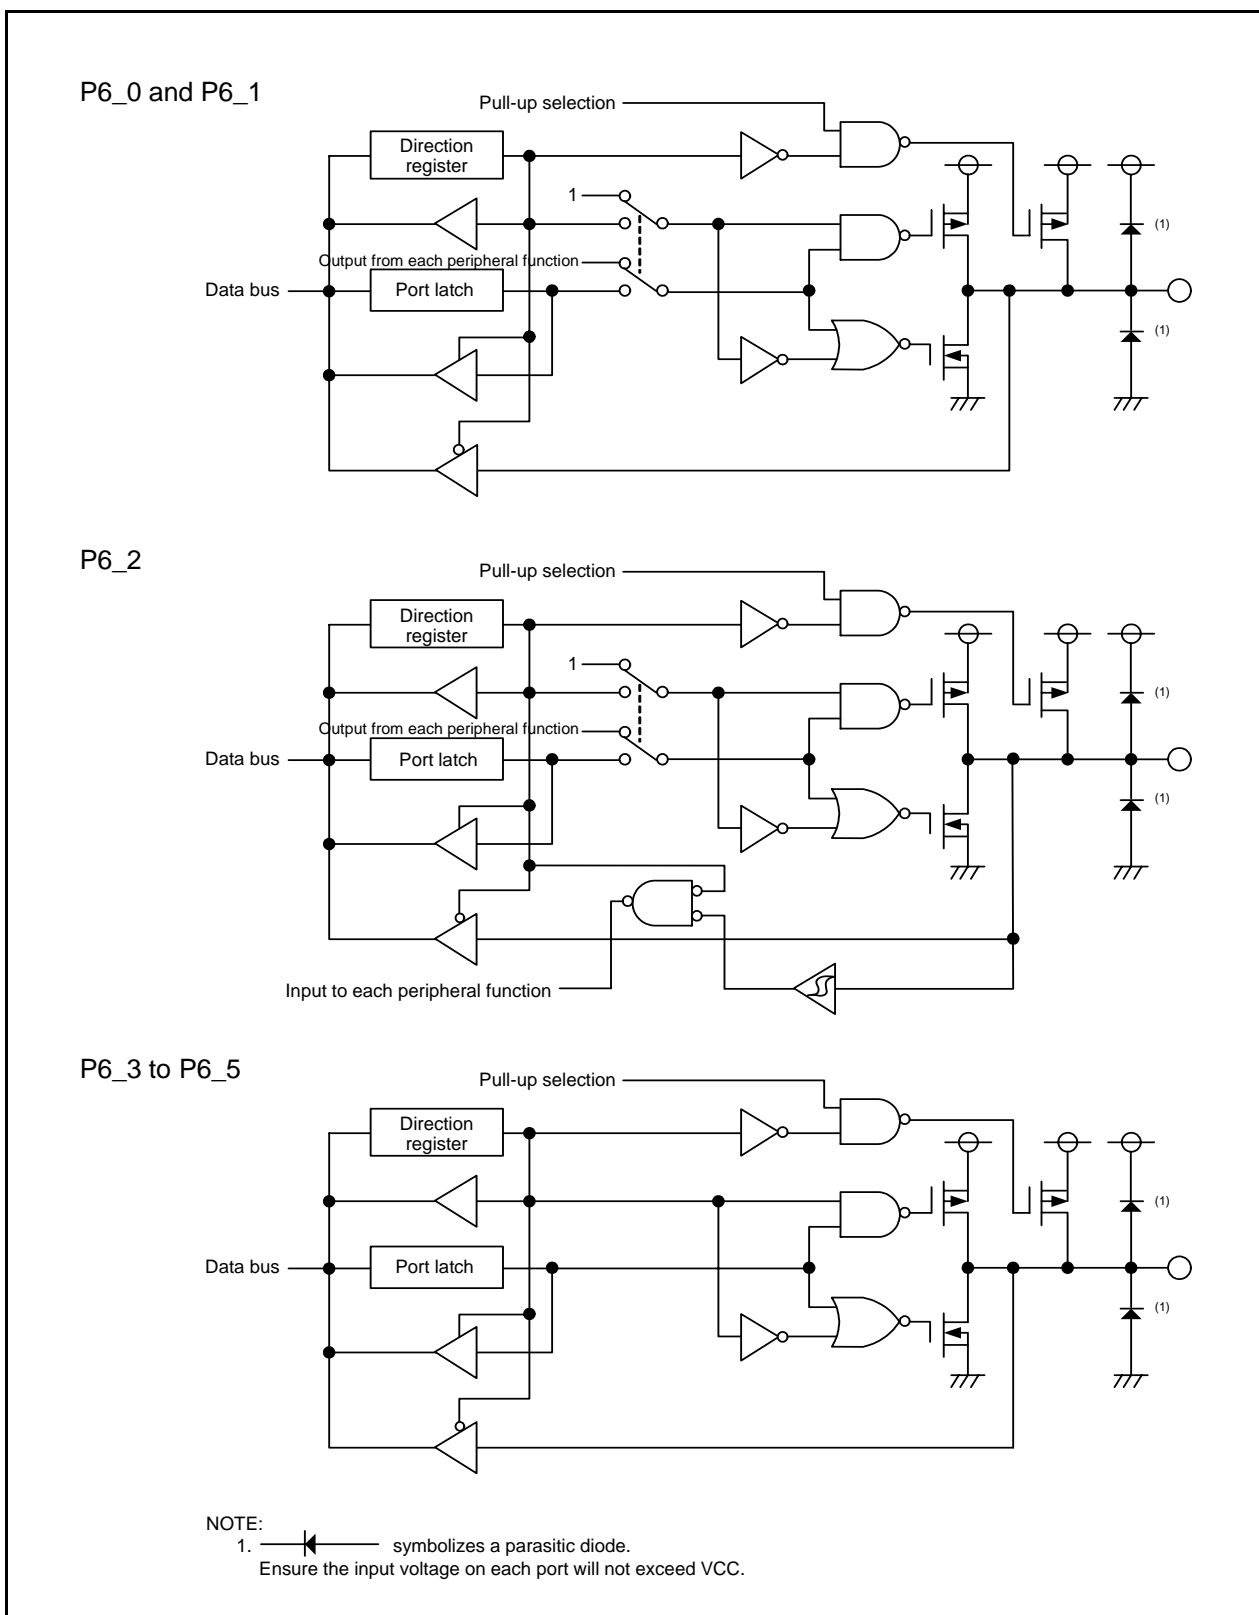 P6_0 and P6_1
Pull-up selection
Direction
register
1
(1)
Output from each peripheral function
Data bus
Port latch
(1)
P6_2
Pull-up selection
Direction
register
1
(1)
Output from each peripheral function
Data bus
Port latch
(1)
Input to each peripheral function
P6_3 to P6_5
Pull-up selection
Direction
register
(1)
Data bus
Port latch
(1)
NOTE:
1. symbolizes a parasitic diode.
Ensure the input voltage on each port will not exceed VCC.